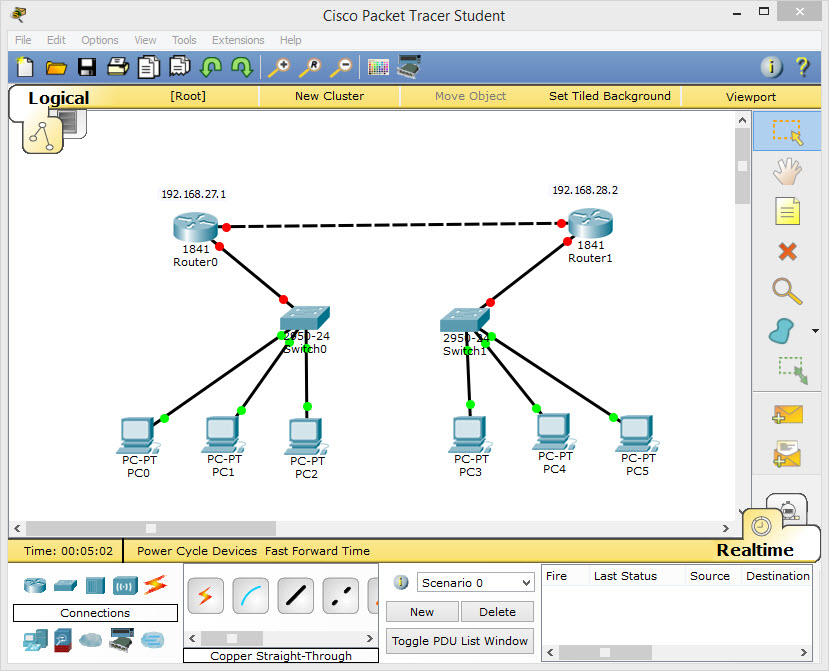 Cisco Packet Tracer Student
File Edit Options View Tools Extensions Help
Logical [Root] New Cluster Move Object Set Tiled Background Viewport
192.168.27.1
192.168.28.2
1841
Router0
1841
Router1
2950-24
Switch0
2950-24
Switch1
PC-PT
PC0
PC-PT
PC1
PC-PT
PC2
PC-PT
PC3
PC-PT
PC4
PC-PT
PC5
Time: 00:05:02 Power Cycle Devices Fast Forward Time
Realtime
Connections
Copper Straight-Through
Scenario 0
New Delete
Toggle PDU List Window
Fire Last Status Source Destination